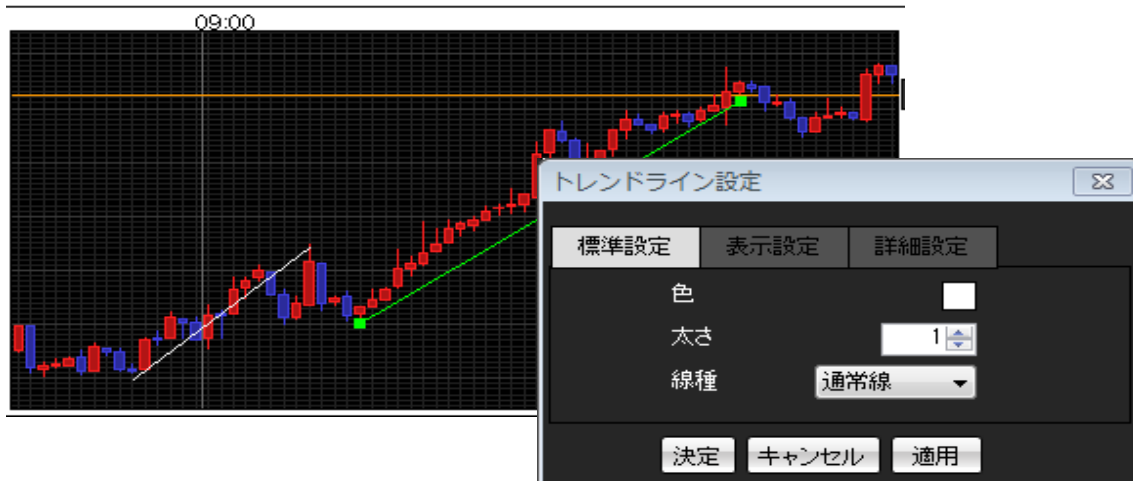 09:00
トレンドライン設定
標準設定 表示設定 詳細設定
色
太さ 1
線種 通常線
決定 キャンセル 適用